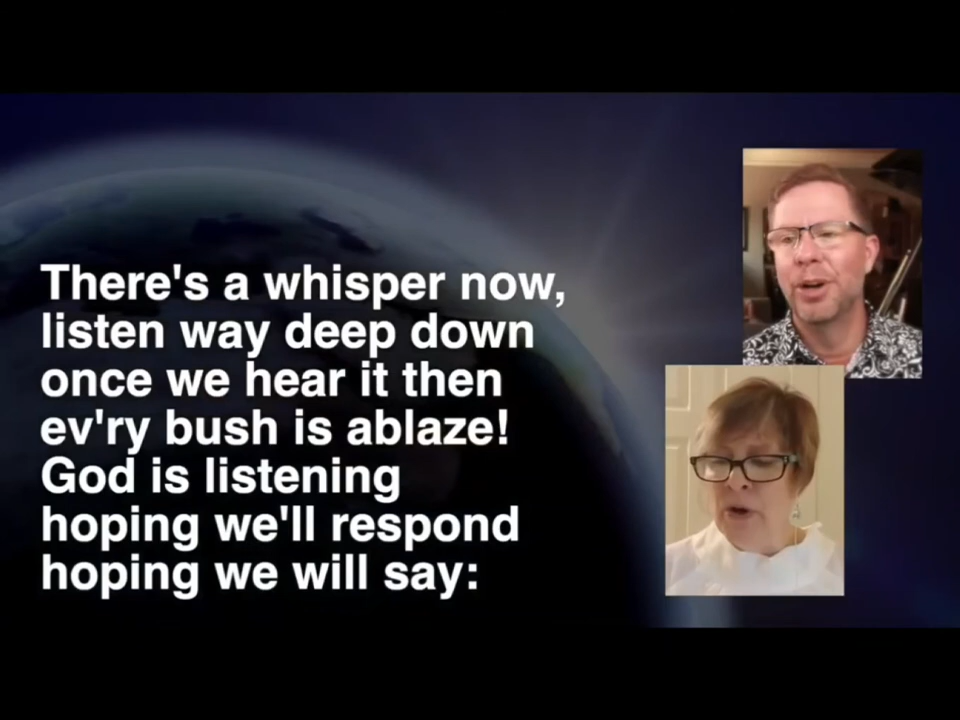 There's a whisper now,
listen way deep down
once we hear it then
ev'ry bush is ablaze!
God is listening
hoping we'll respond
hoping we will say: